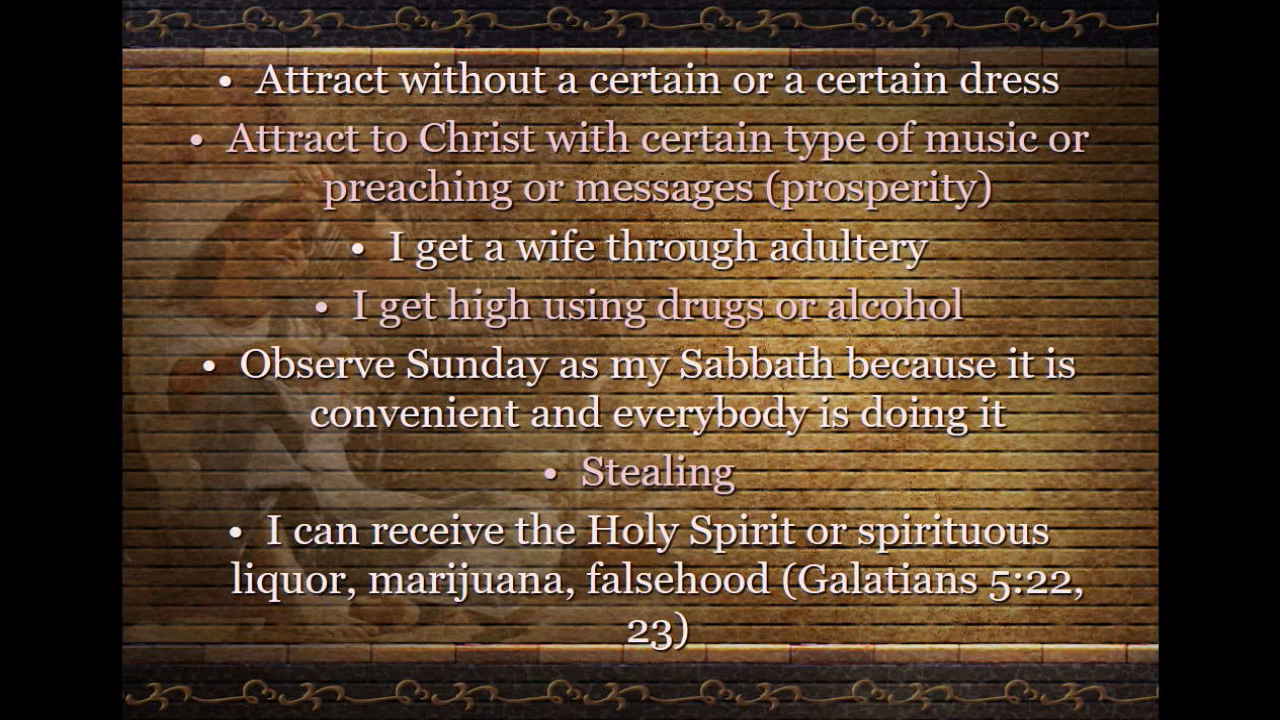 • Attract without a certain or a certain dress
• Attract to Christ with certain type of music or
preaching or messages (prosperity)
• I get a wife through adultery
• I get high using drugs or alcohol
• Observe Sunday as my Sabbath because it is
convenient and everybody is doing it
• Stealing
• I can receive the Holy Spirit or spirituous
liquor, marijuana, falsehood (Galatians 5:22,
23)